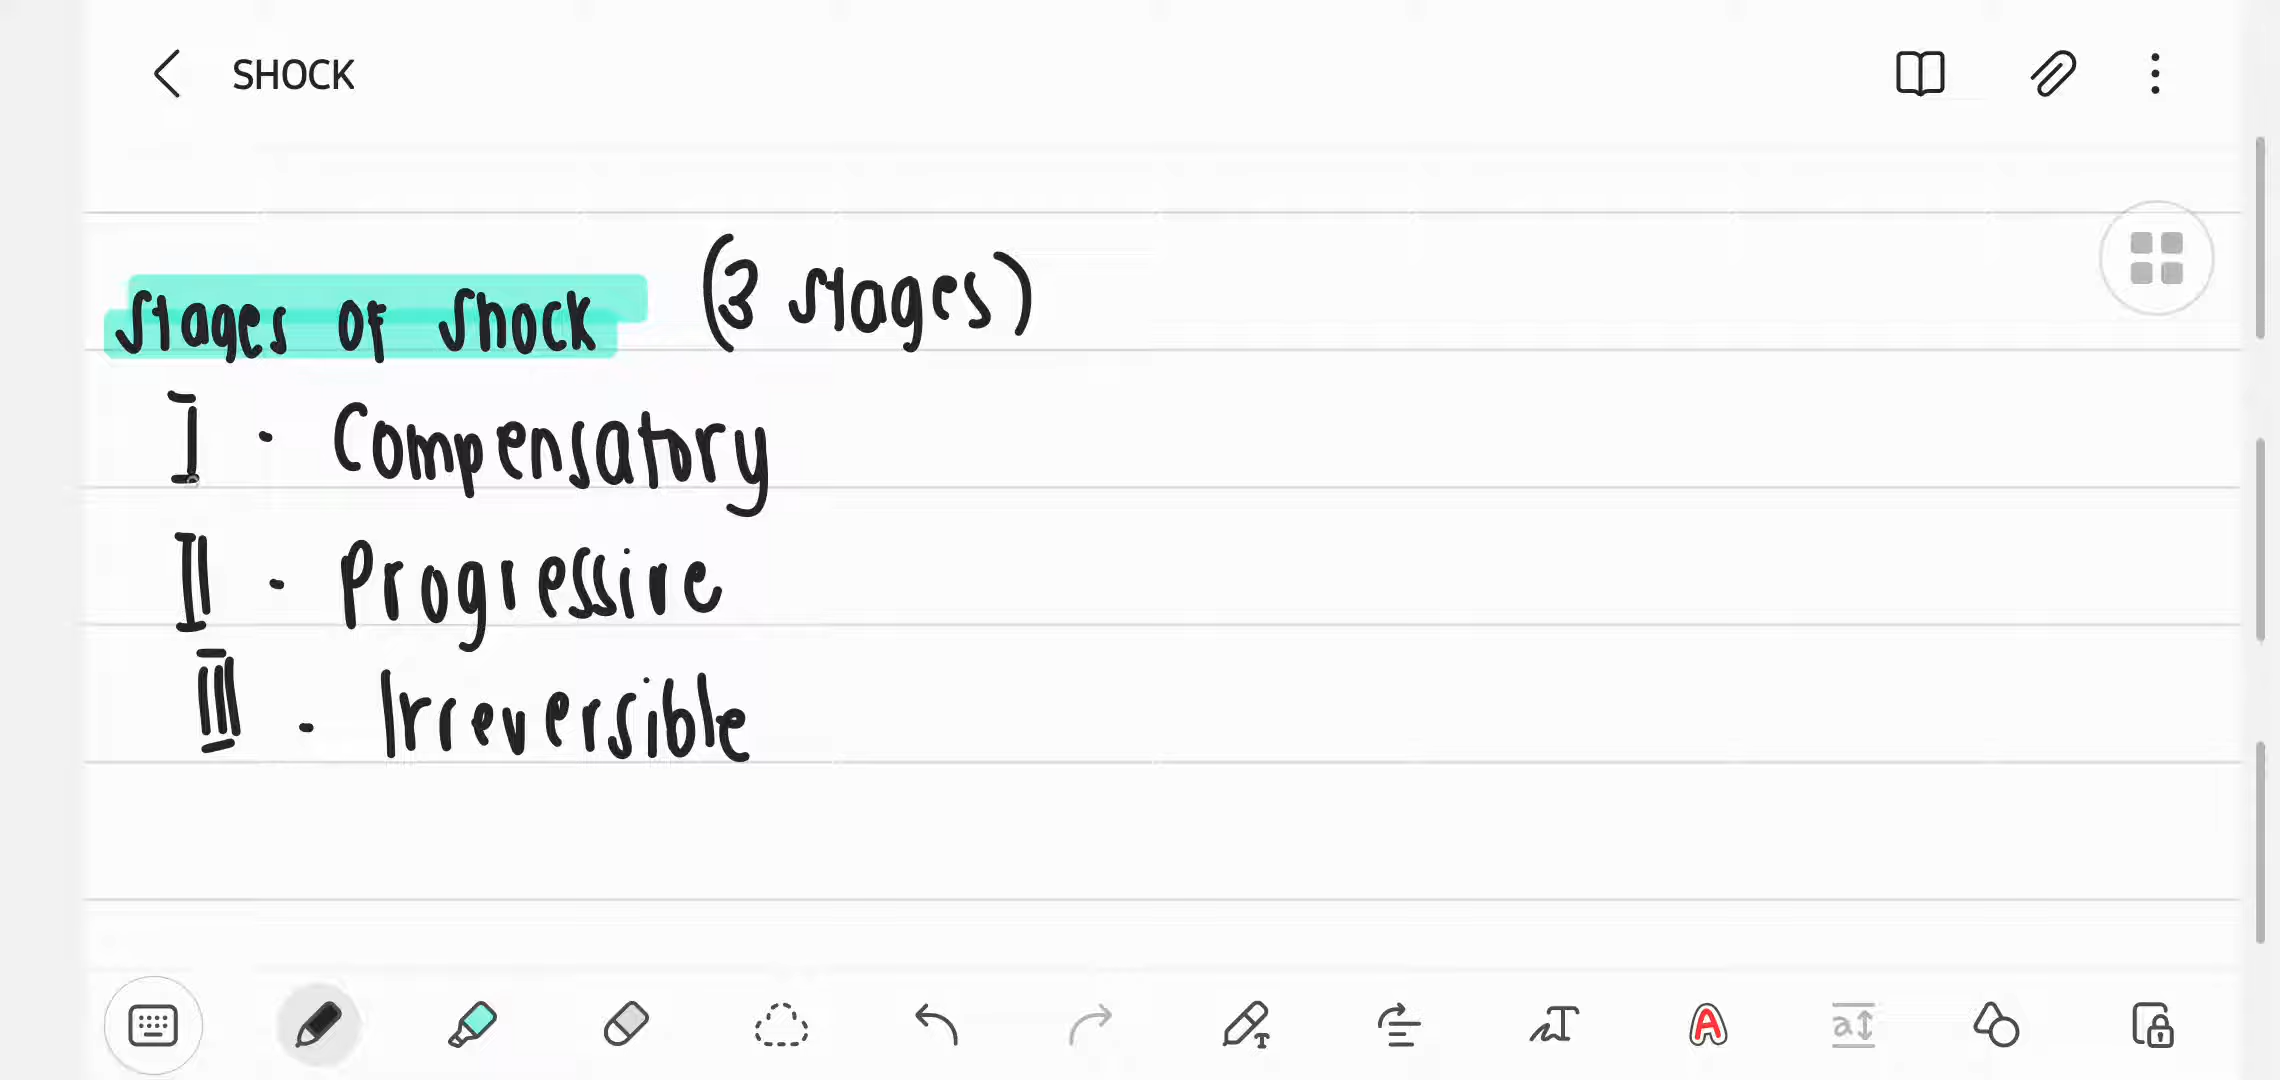 SHOCK
Stages of Shock (3 stages)
I - Compensatory
II - Progressive
III - Irreversible